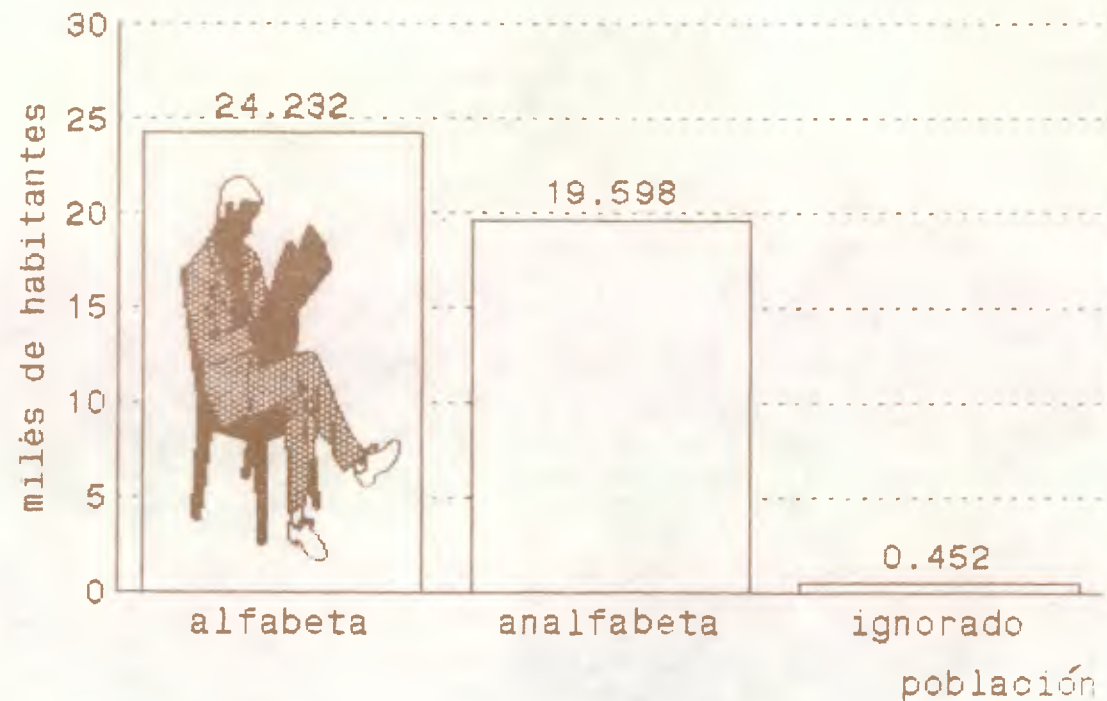 miles de habitantes
30
25
20
15
10
5
0
24.232
19.598
0.452
alfabeta
analfabeta
ignorado
población